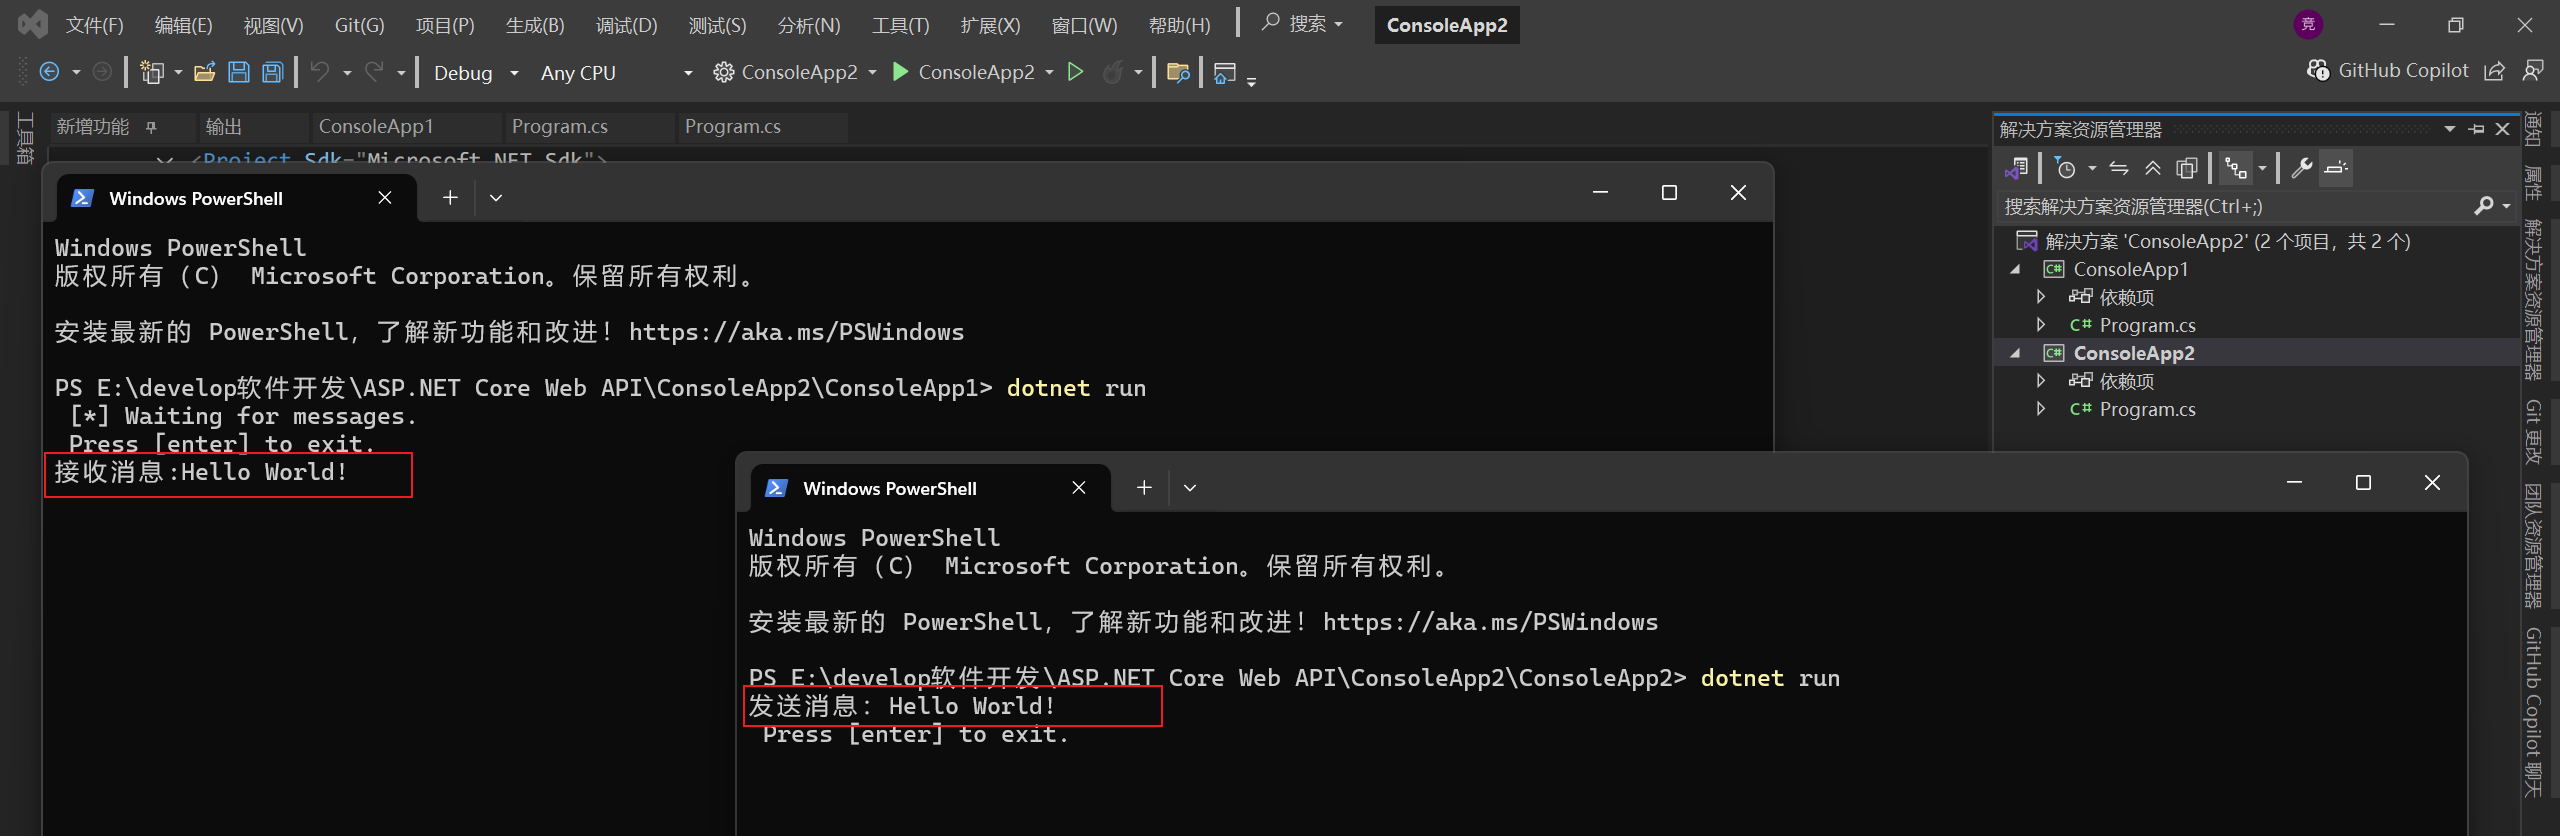 文件(F) 编辑(E) 视图(V) Git(G) 项目(P) 生成(B) 调试(D) 测试(S) 分析(N) 工具(T) 扩展(X) 窗口(W) 帮助(H) 搜索 ConsoleApp2 竞
Debug Any CPU ConsoleApp2 ConsoleApp2 GitHub Copilot
工具箱
新增功能 输出 ConsoleApp1 Program.cs Program.cs
<Project Sdk="Microsoft.NET.Sdk">
Windows PowerShell
Windows PowerShell
版权所有 (C) Microsoft Corporation。保留所有权利。
安装最新的 PowerShell，了解新功能和改进！https://aka.ms/PSWindows
PS E:\develop软件开发\ASP.NET Core Web API\ConsoleApp2\ConsoleApp1> dotnet run
[*] Waiting for messages.
Press [enter] to exit.
接收消息:Hello World!
Windows PowerShell
Windows PowerShell
版权所有 (C) Microsoft Corporation。保留所有权利。
安装最新的 PowerShell，了解新功能和改进！https://aka.ms/PSWindows
PS E:\develop软件开发\ASP.NET Core Web API\ConsoleApp2\ConsoleApp2> dotnet run
发送消息：Hello World!
Press [enter] to exit.
解决方案资源管理器
搜索解决方案资源管理器(Ctrl+;)
解决方案 'ConsoleApp2' (2 个项目，共 2 个)
ConsoleApp1
依赖项
C# Program.cs
ConsoleApp2
依赖项
C# Program.cs
通知
属性
解决方案资源管理器
Git 更改
团队资源管理器
GitHub Copilot 聊天